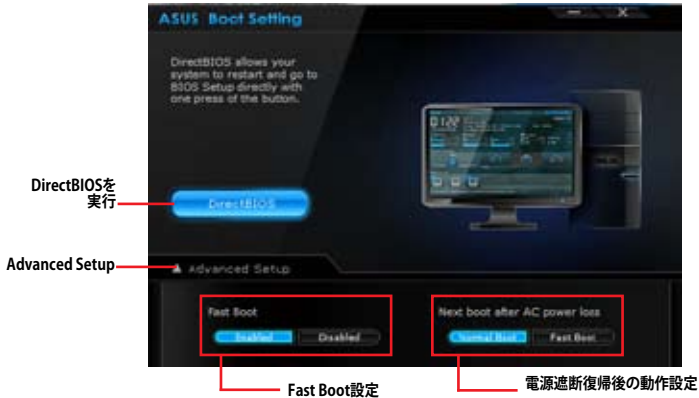 ASUS Boot Setting
DirectBIOS allows your
system to restart and go to
BIOS Setup directly with
one press of the button.
DirectBIOSを
実行
DirectBIOS
Advanced Setup
Advanced Setup
Fast Boot
Enabled Disabled
Next boot after AC power loss
Normal Boot Fast Boot
Fast Boot設定
電源遮断復帰後の動作設定